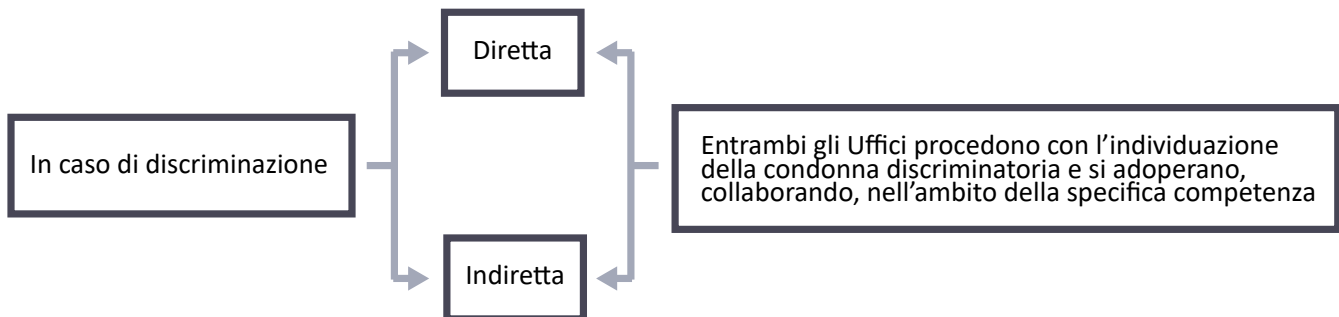 Diretta
In caso di discriminazione
Entrambi gli Uffici procedono con l’individuazione
della condonna discriminatoria e si adoperano,
collaborando, nell’ambito della specifica competenza
Indiretta